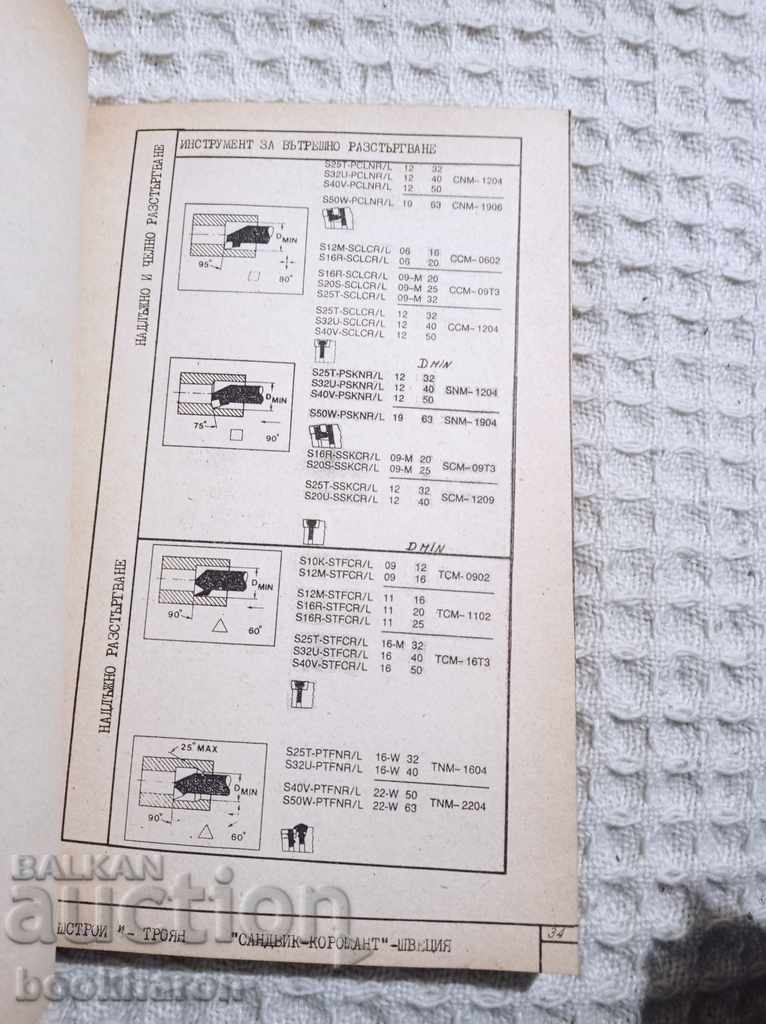 ИНСТРУМЕНТ ЗА ВЪТРЕШНО РАЗСТЪРГВАНЕ
НАДЛЪЖНО И ЧЕЛНО РАЗСТЪРГВАНЕ
S25T-PCLNR/L 12 32
S32U-PCLNR/L 12 40 CNM-1204
S40V-PCLNR/L 12 50
S50W-PCLNR/L 19 63 CNM-1906
D MIN
95° 80°
S12M-SCLCR/L 06 16
S16R-SCLCR/L 06 20 CCM-0602
S16R-SCLCR/L 09-M 20
S20S-SCLCR/L 09-M 25 CCM-09T3
S25T-SCLCR/L 09-M 32
S25T-SCLCR/L 12 32
S32U-SCLCR/L 12 40 CCM-1204
S40V-SCLCR/L 12 50
D MIN
S25T-PSKNR/L 12 32
S32U-PSKNR/L 12 40 SNM-1204
S40V-PSKNR/L 12 50
S50W-PSKNR/L 19 63 SNM-1904
D MIN
75° 90°
S16R-SSKCR/L 09-M 20
S20S-SSKCR/L 09-M 25 SCM-09T3
S25T-SSKCR/L 12 32
S20U-SSKCR/L 12 40 SCM-1209
НАДЛЪЖНО РАЗСТЪРГВАНЕ
D MIN
S10K-STFCR/L 09 12
S12M-STFCR/L 09 16 TCM-0902
D MIN
90° 60°
S12M-STFCR/L 11 16
S16R-STFCR/L 11 20 TCM-1102
S16R-STFCR/L 11 25
S25T-STFCR/L 16-M 32
S32U-STFCR/L 16 40 TCM-16T3
S40V-STFCR/L 16 50
25° MAX
D MIN
90° 60°
S25T-PTFNR/L 16-W 32
S32U-PTFNR/L 16-W 40 TNM-1604
S40V-PTFNR/L 22-W 50
S50W-PTFNR/L 22-W 63 TNM-2204
ШСТРОЙ"-ТРОЯН "САНДВИК-КОРОМАНТ"-ШВЕЦИЯ 34
BALKAN
auction
bookharon